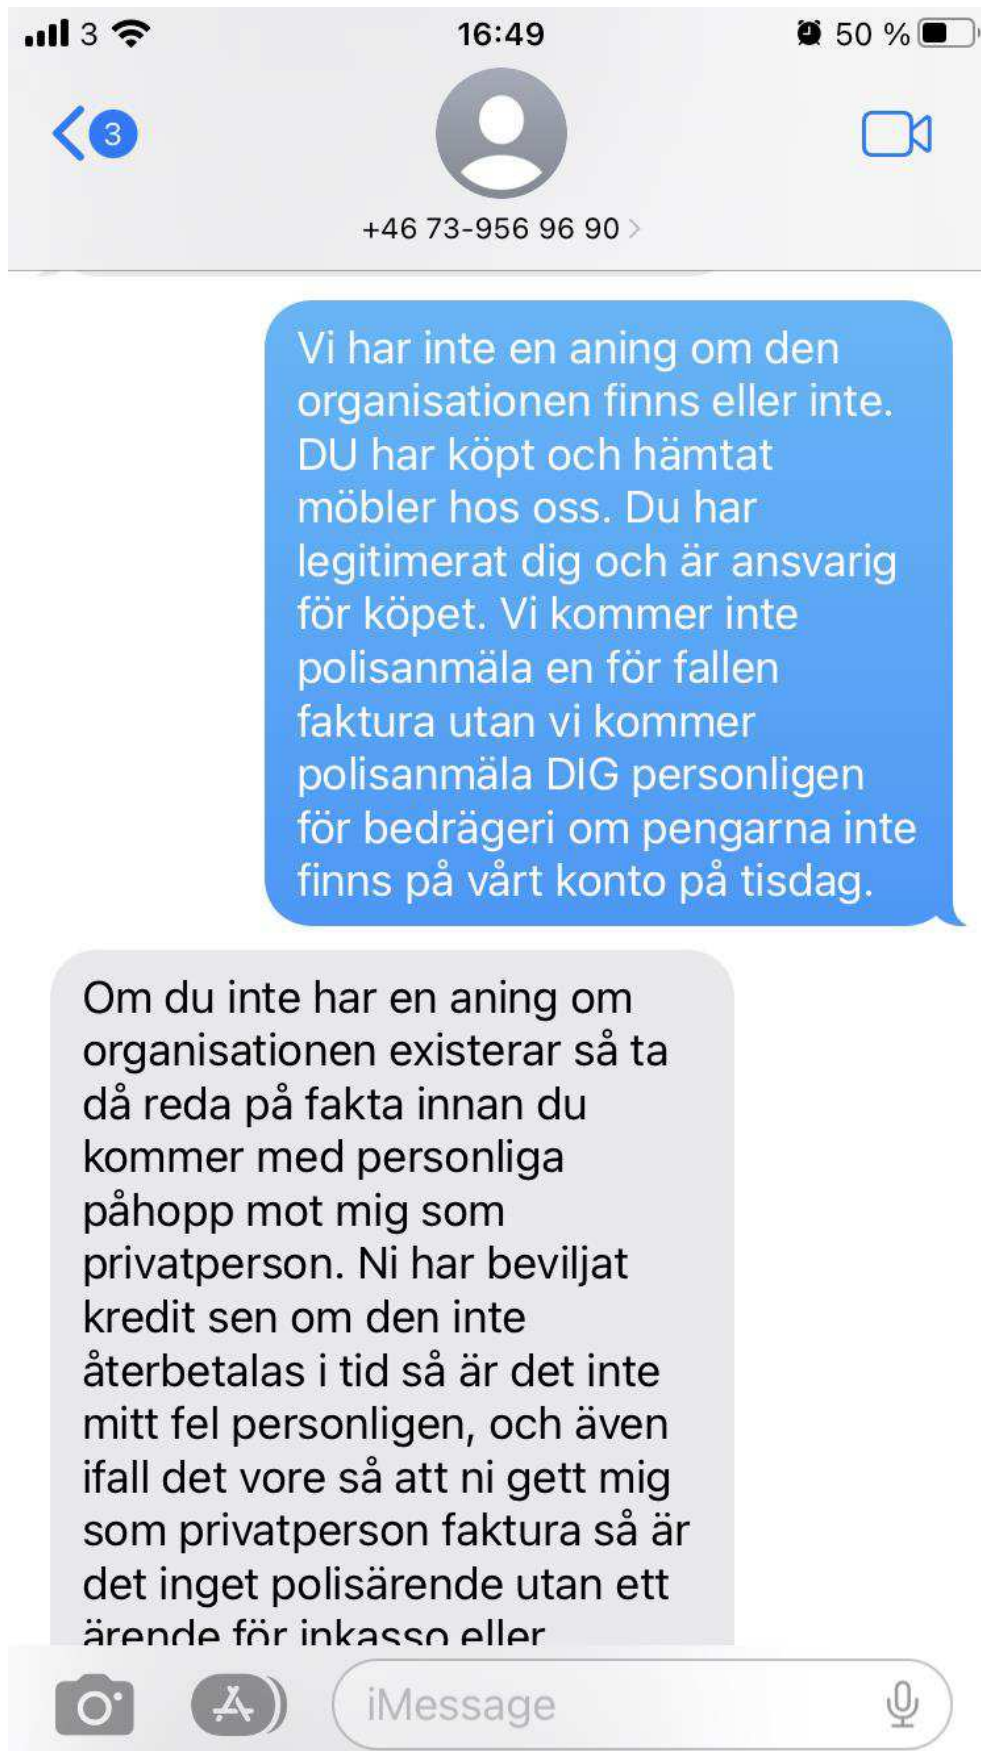 3
16:49
50 %
3
+46 73-956 96 90
Vi har inte en aning om den
organisationen finns eller inte.
DU har köpt och hämtat
möbler hos oss. Du har
legitimerat dig och är ansvarig
för köpet. Vi kommer inte
polisanmäla en för fallen
faktura utan vi kommer
polisanmäla DIG personligen
för bedrägeri om pengarna inte
finns på vårt konto på tisdag.
Om du inte har en aning om
organisationen existerar så ta
då reda på fakta innan du
kommer med personliga
påhopp mot mig som
privatperson. Ni har beviljat
kredit sen om den inte
återbetalas i tid så är det inte
mitt fel personligen, och även
ifall det vore så att ni gett mig
som privatperson faktura så är
det inget polisärende utan ett
ärende för inkasso eller
iMessage